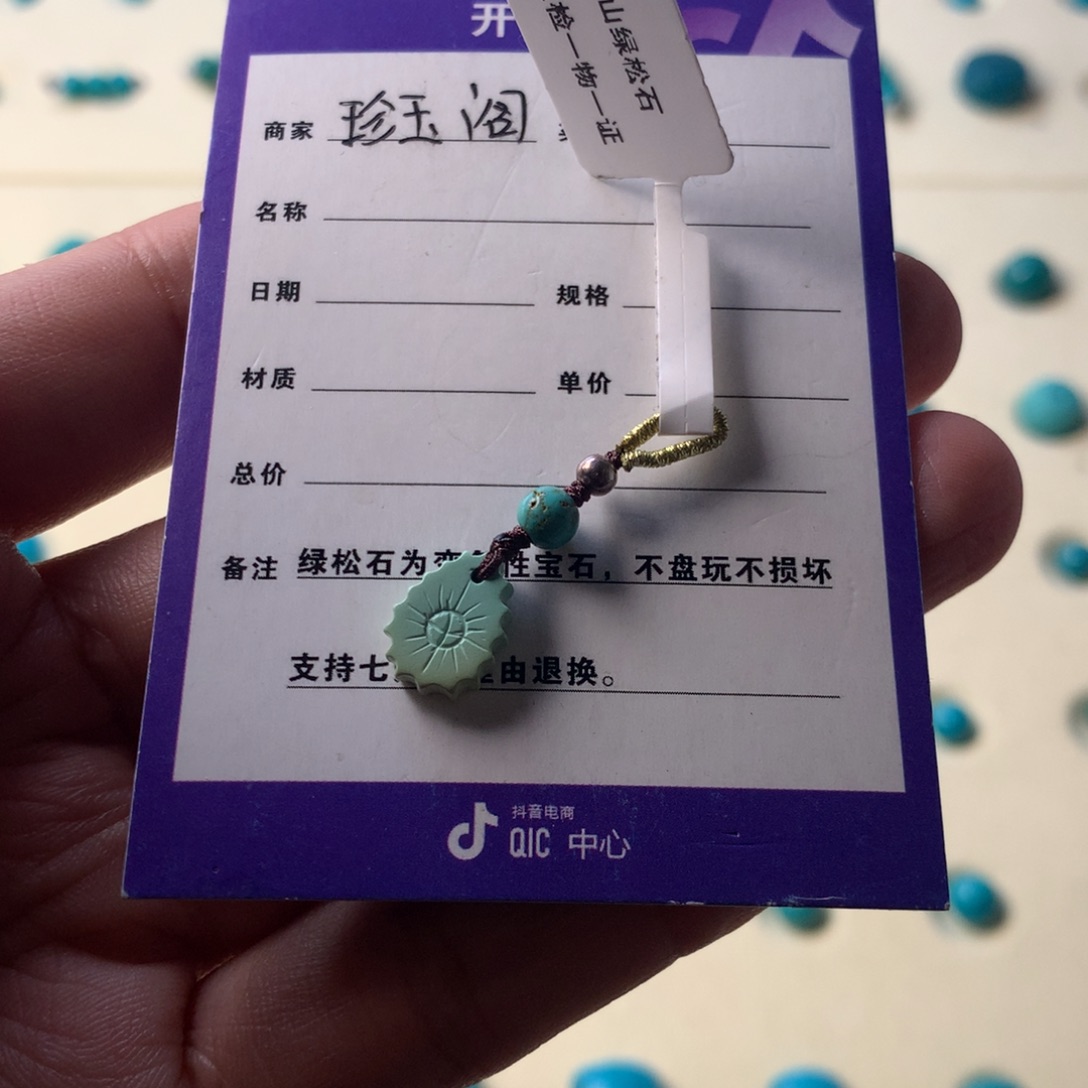 开
山绿松石
检一物一证
商家 珍玉阁
名称
日期 规格
材质 单价
总价
备注 绿松石为变 性宝石，不盘玩不损坏
支持七 由退换。
抖音电商
QIC 中心